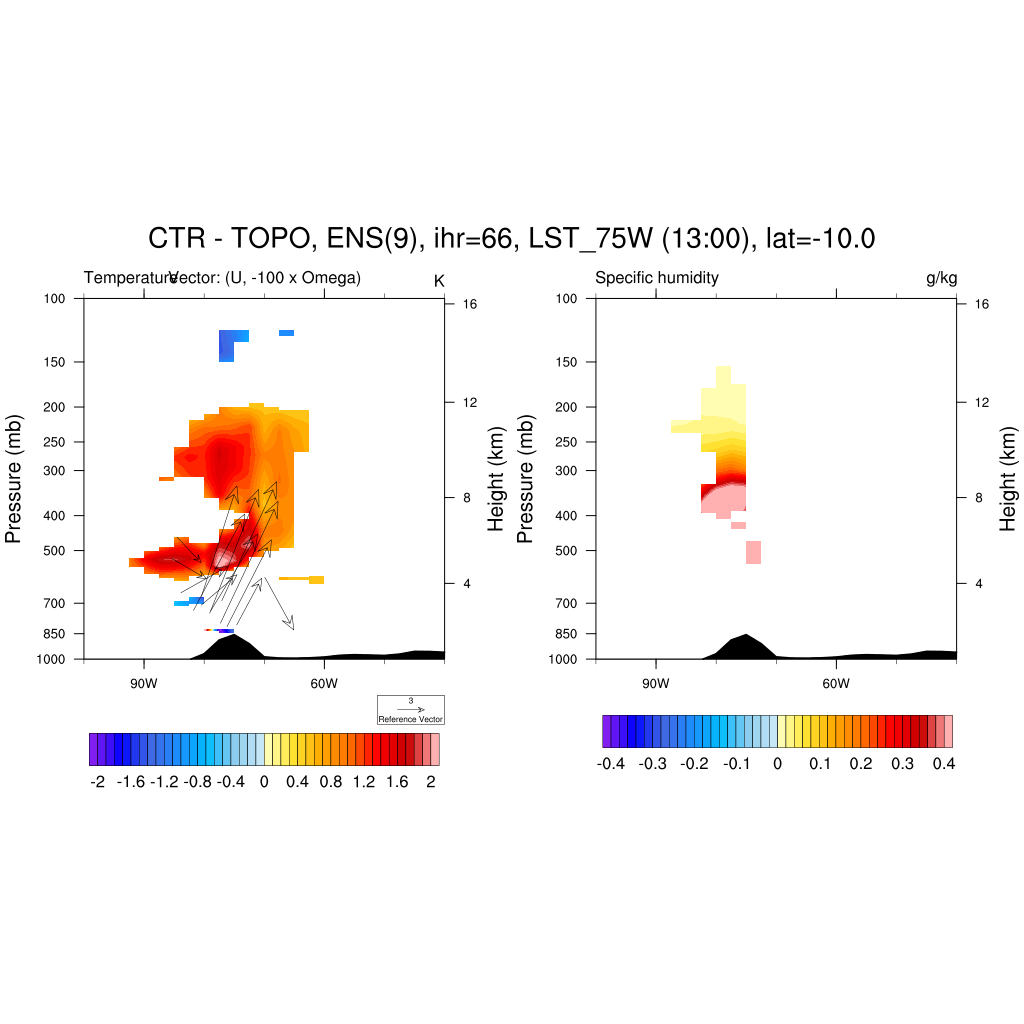 CTR - TOPO, ENS(9), ihr=66, LST_75W (13:00), lat=-10.0
Temperature Vector: (U, -100 x Omega) K
Specific humidity g/kg
100
150
200
250
300
400
500
700
850
1000
Pressure (mb)
16
12
8
4
Height (km)
90W 60W
3
Reference Vector
-2 -1.6 -1.2 -0.8 -0.4 0 0.4 0.8 1.2 1.6 2
100
150
200
250
300
400
500
700
850
1000
Pressure (mb)
16
12
8
4
Height (km)
90W 60W
-0.4 -0.3 -0.2 -0.1 0 0.1 0.2 0.3 0.4